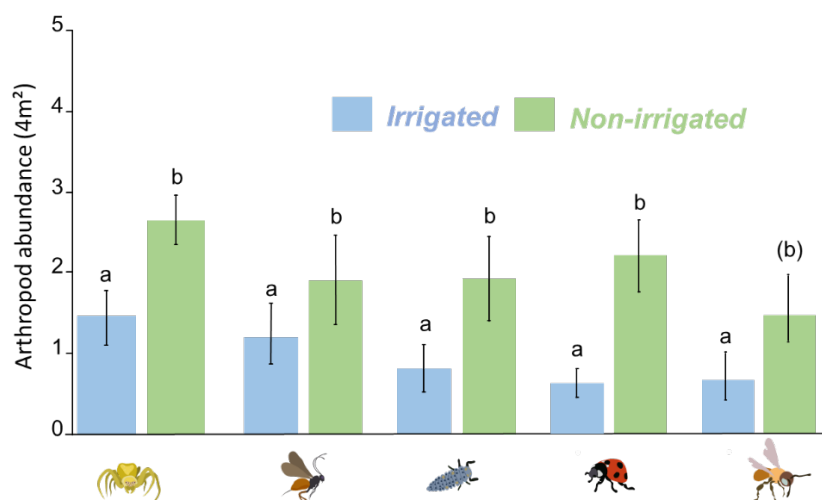 Arthropod abundance (4m²)
5
4
3
2
1
0
Irrigated
Non-irrigated
a
b
a
b
a
b
a
b
a
(b)